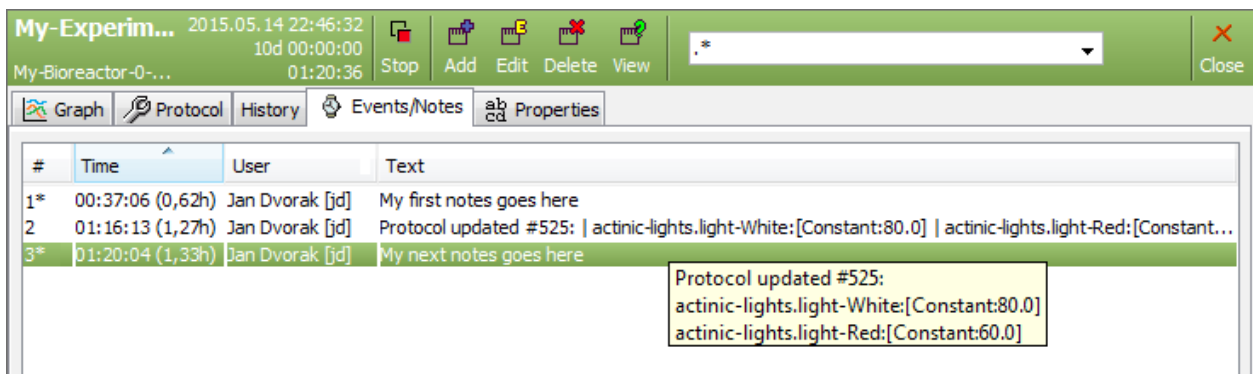 My-Experim... 2015.05.14 22:46:32
10d 00:00:00
My-Bioreactor-0-... 01:20:36
Stop Add Edit Delete View .* Close
Graph Protocol History Events/Notes ab cd Properties
# Time User Text
1* 00:37:06 (0,62h) Jan Dvorak [jd] My first notes goes here
2 01:16:13 (1,27h) Jan Dvorak [jd] Protocol updated #525: | actinic-lights.light-White:[Constant:80.0] | actinic-lights.light-Red:[Constant...
3* 01:20:04 (1,33h) Jan Dvorak [jd] My next notes goes here
Protocol updated #525:
actinic-lights.light-White:[Constant:80.0]
actinic-lights.light-Red:[Constant:60.0]